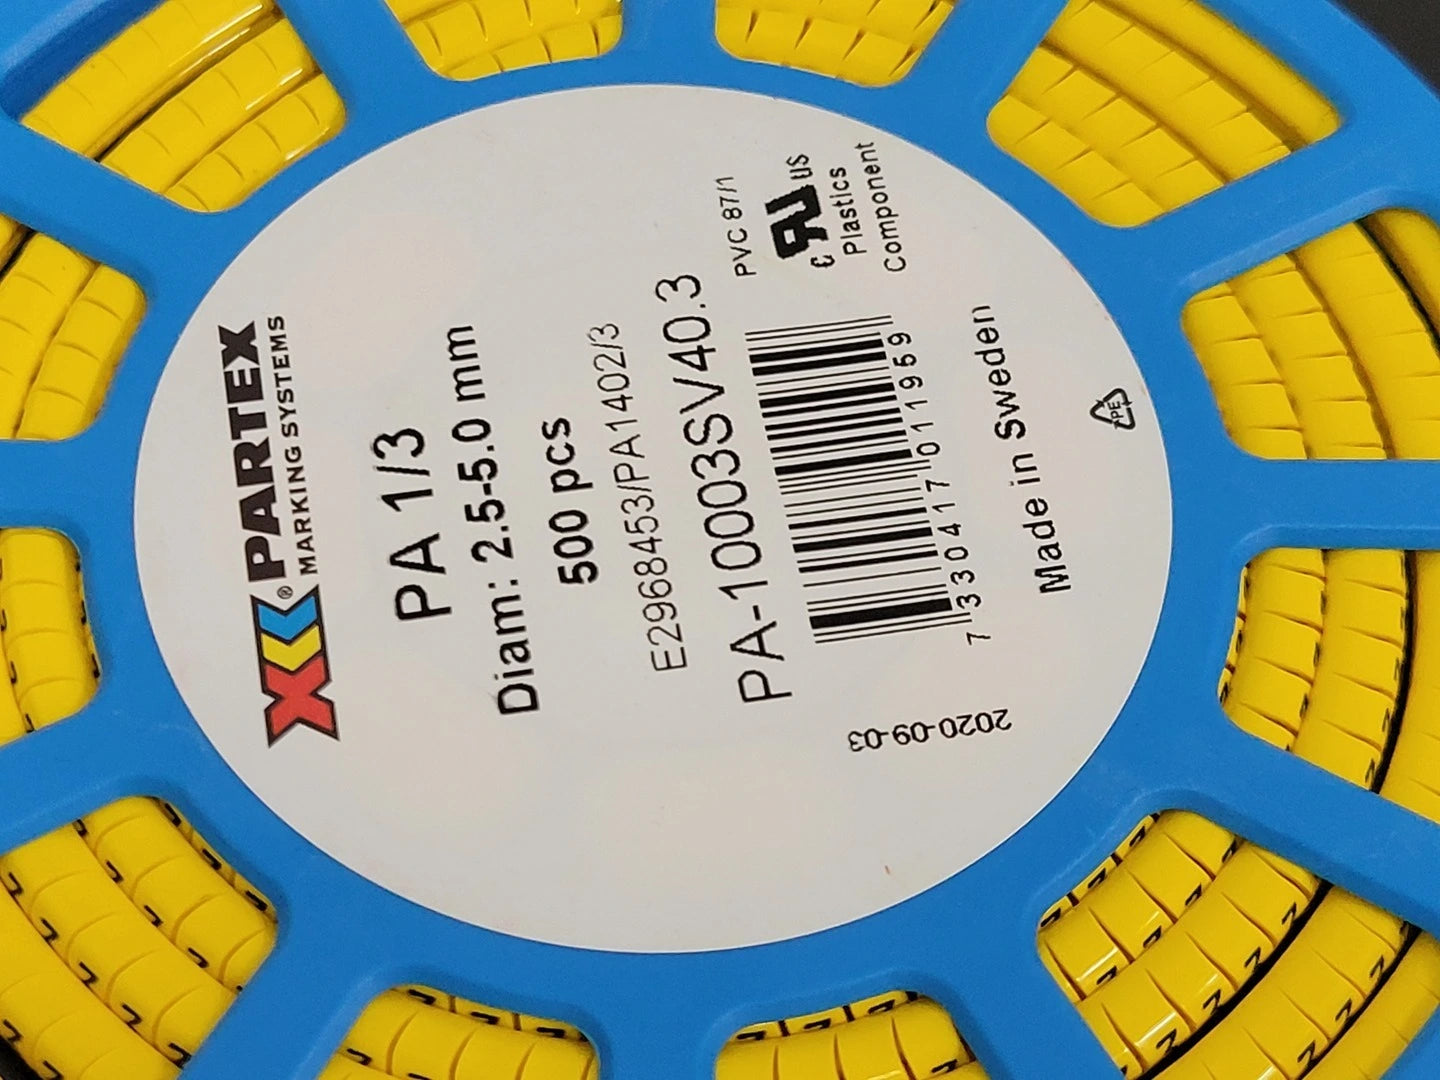 PARTEX®
MARKING SYSTEMS
PA 1/3
Diam: 2.5-5.0 mm
500 pcs
E2968453/PA1402/3
PA-10003SV40.3
PVC 87/1
c RU US
Plastics
Component
7 330417 011959
Made in Sweden
PE
2020-09-03